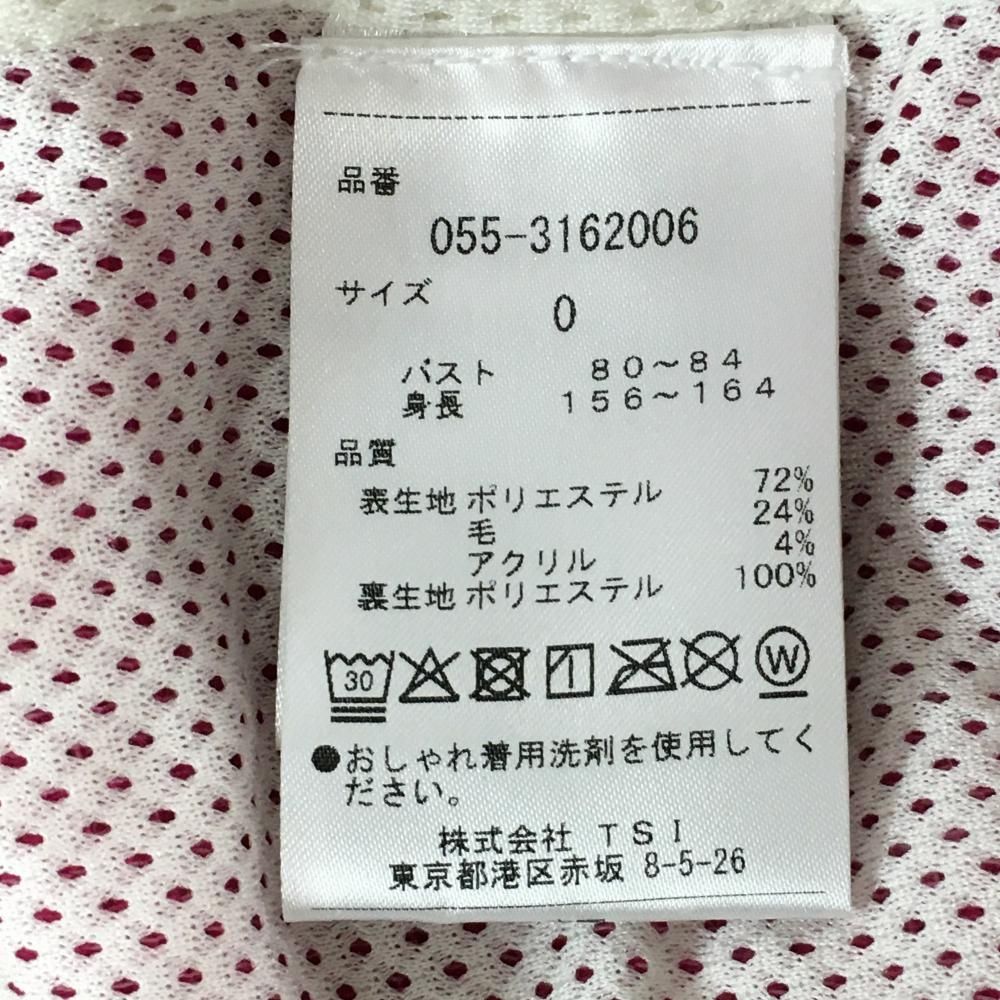 品番
055-3162006
サイズ
0
バスト 80～84
身長 156～164
品質
表生地 ポリエステル 72%
毛 24%
アクリル 4%
裏生地 ポリエステル 100%
30
W
●おしゃれ着用洗剤を使用してく
ださい。
株式会社 TSI
東京都港区赤坂 8-5-26